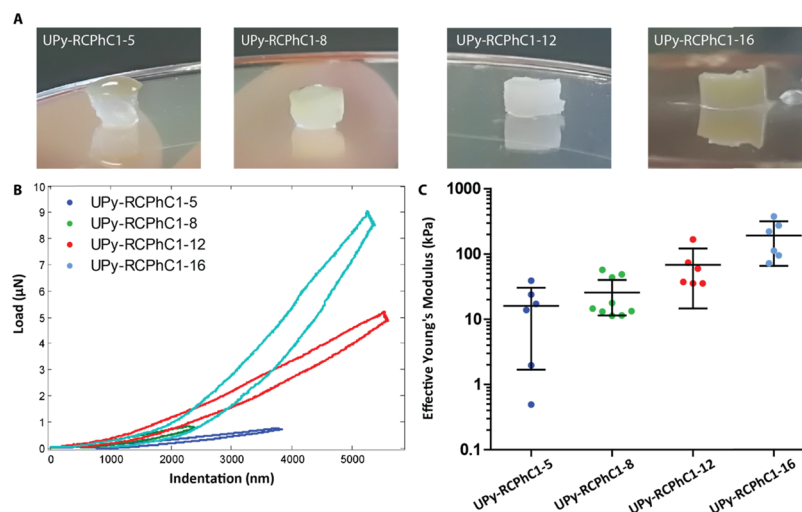 A
UPy-RCPhC1-5
UPy-RCPhC1-8
UPy-RCPhC1-12
UPy-RCPhC1-16
B
10
9
8
7
6
5
4
3
2
1
0
Load (μN)
UPy-RCPhC1-5
UPy-RCPhC1-8
UPy-RCPhC1-12
UPy-RCPhC1-16
0 1000 2000 3000 4000 5000
Indentation (nm)
C
1000
100
10
1
0.1
Effective Young's Modulus (kPa)
UPy-RCPhC1-5
UPy-RCPhC1-8
UPy-RCPhC1-12
UPy-RCPhC1-16